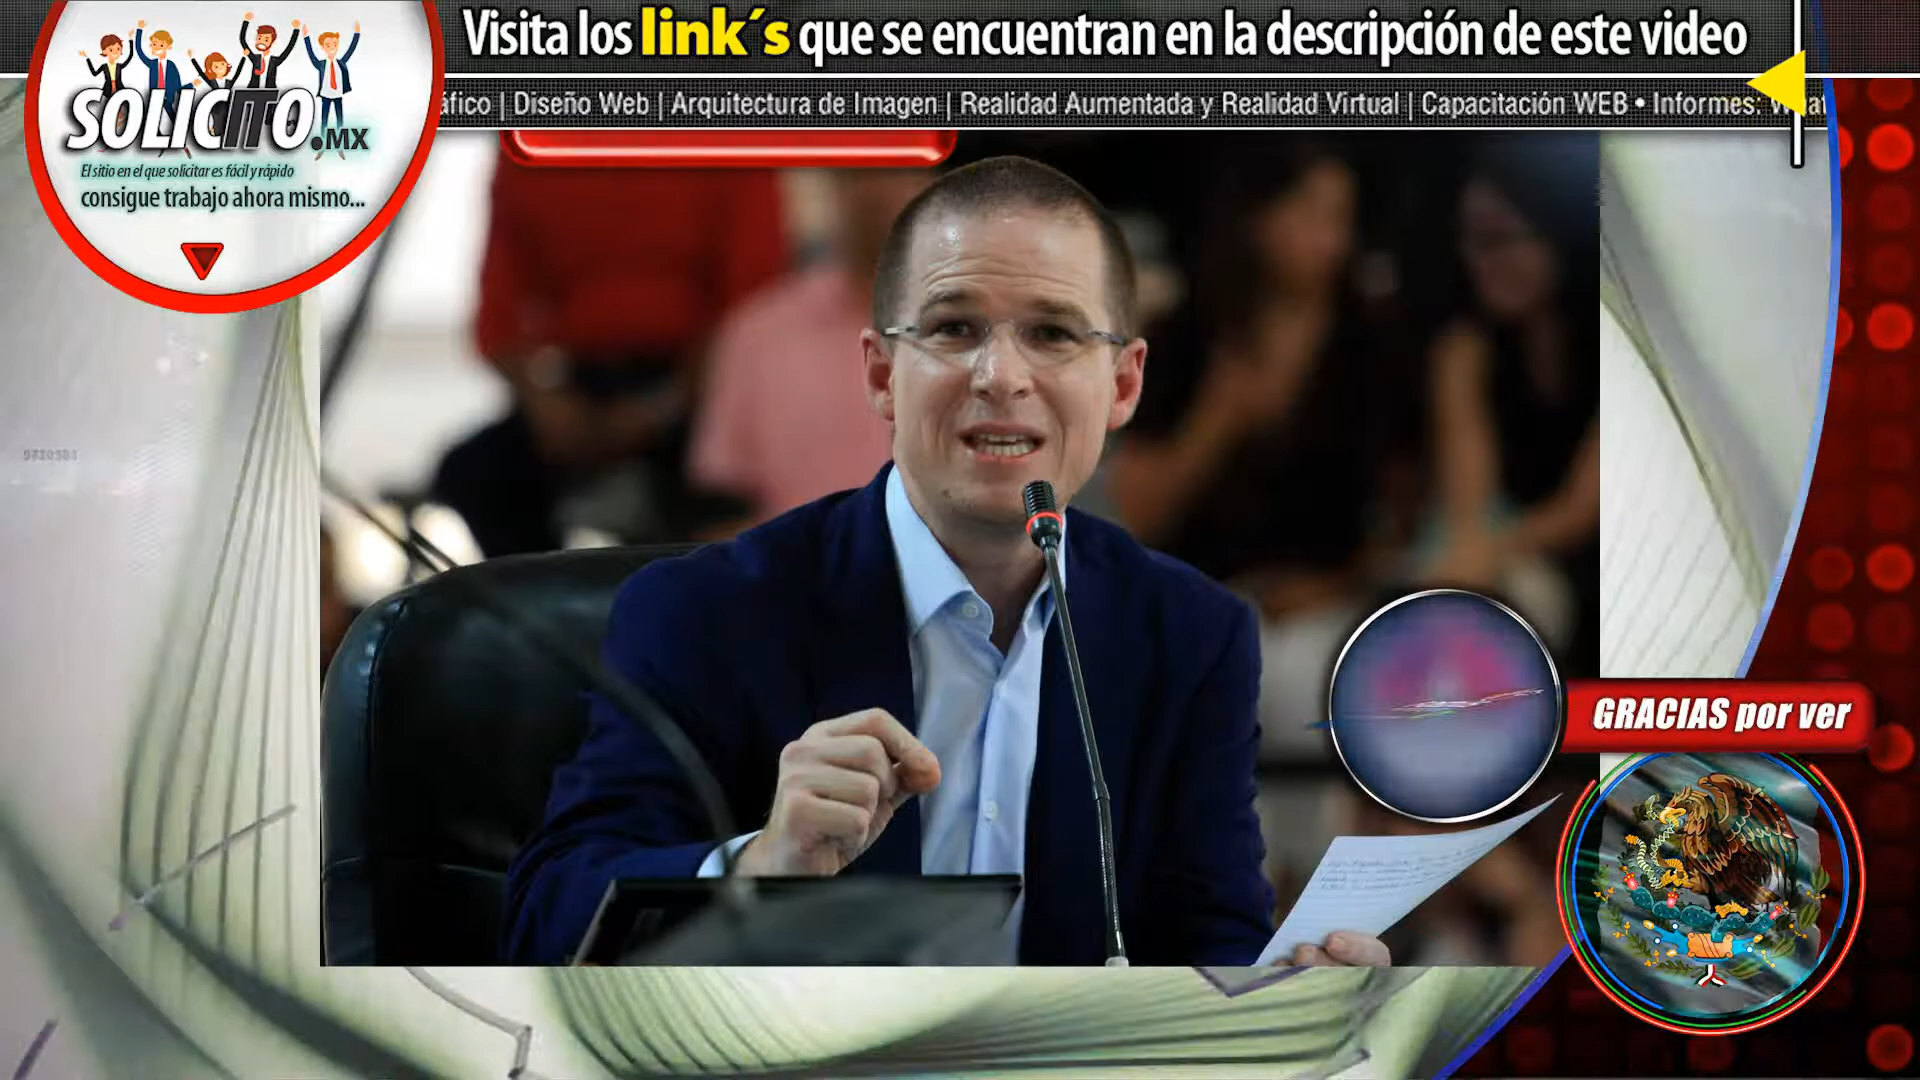 Visita los link´s que se encuentran en la descripción de este video
áfico | Diseño Web | Arquitectura de Imagen | Realidad Aumentada y Realidad Virtual | Capacitación WEB • Informes:
SOLICITO.MX
El sitio en el que solicitar es fácil y rápido
consigue trabajo ahora mismo...
GRACIAS por ver